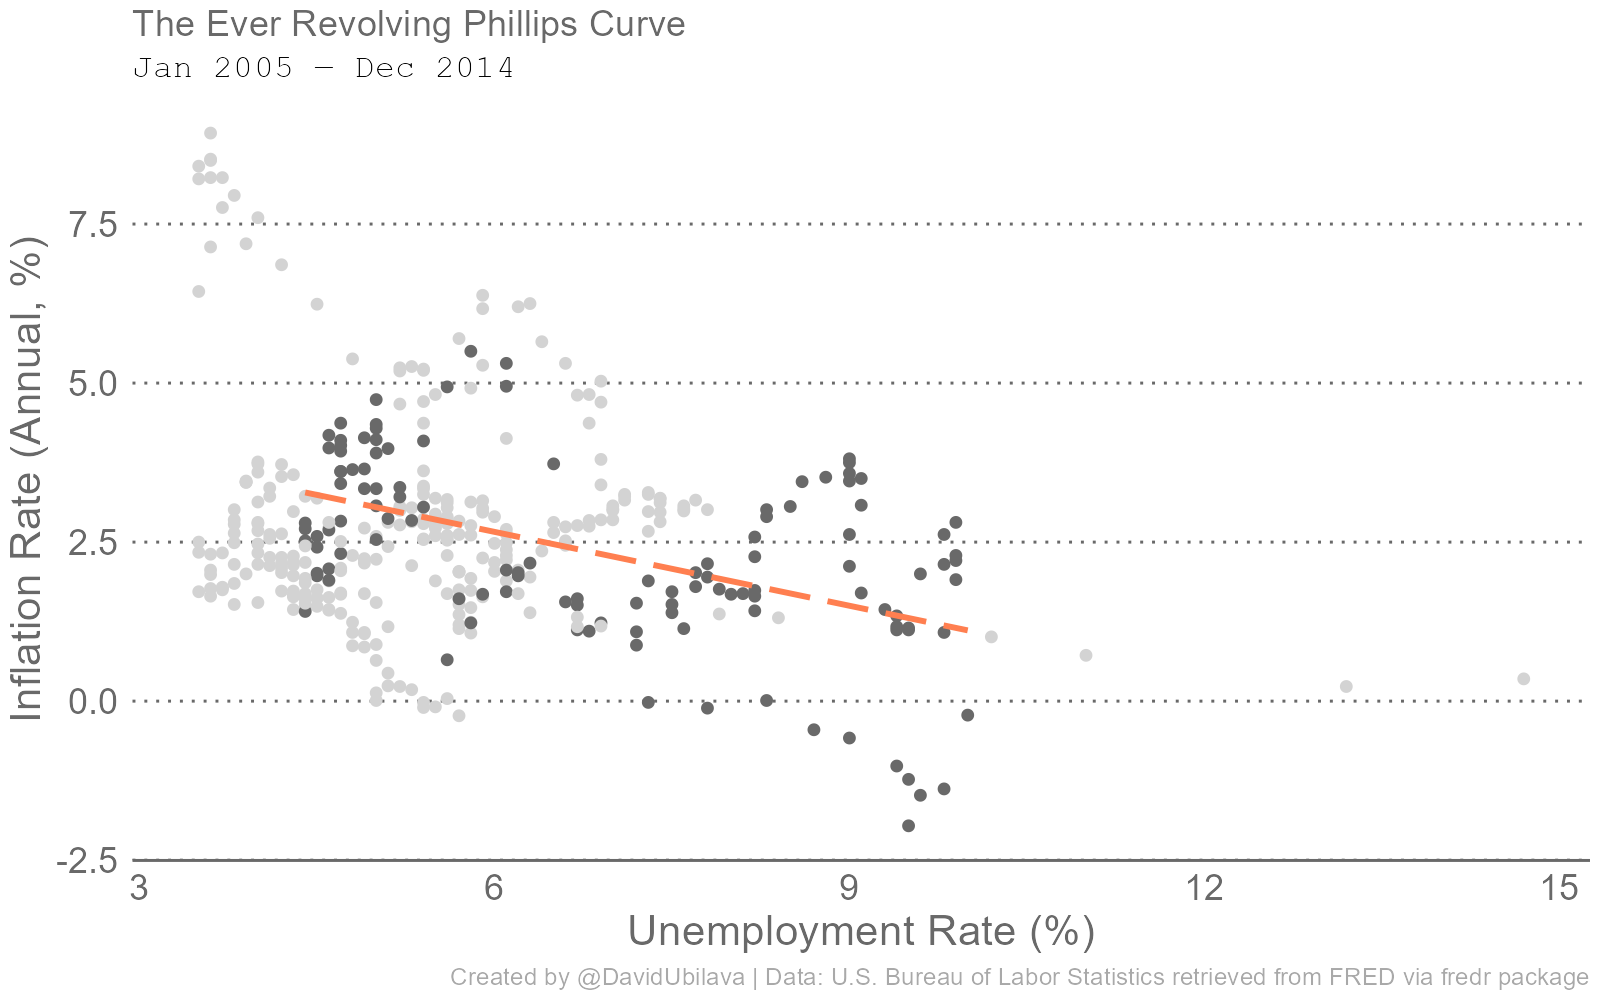 The Ever Revolving Phillips Curve
Jan 2005 — Dec 2014
Inflation Rate (Annual, %)
7.5
5.0
2.5
0.0
-2.5
3 6 9 12 15
Unemployment Rate (%)
Created by @DavidUbilava | Data: U.S. Bureau of Labor Statistics retrieved from FRED via fredr package